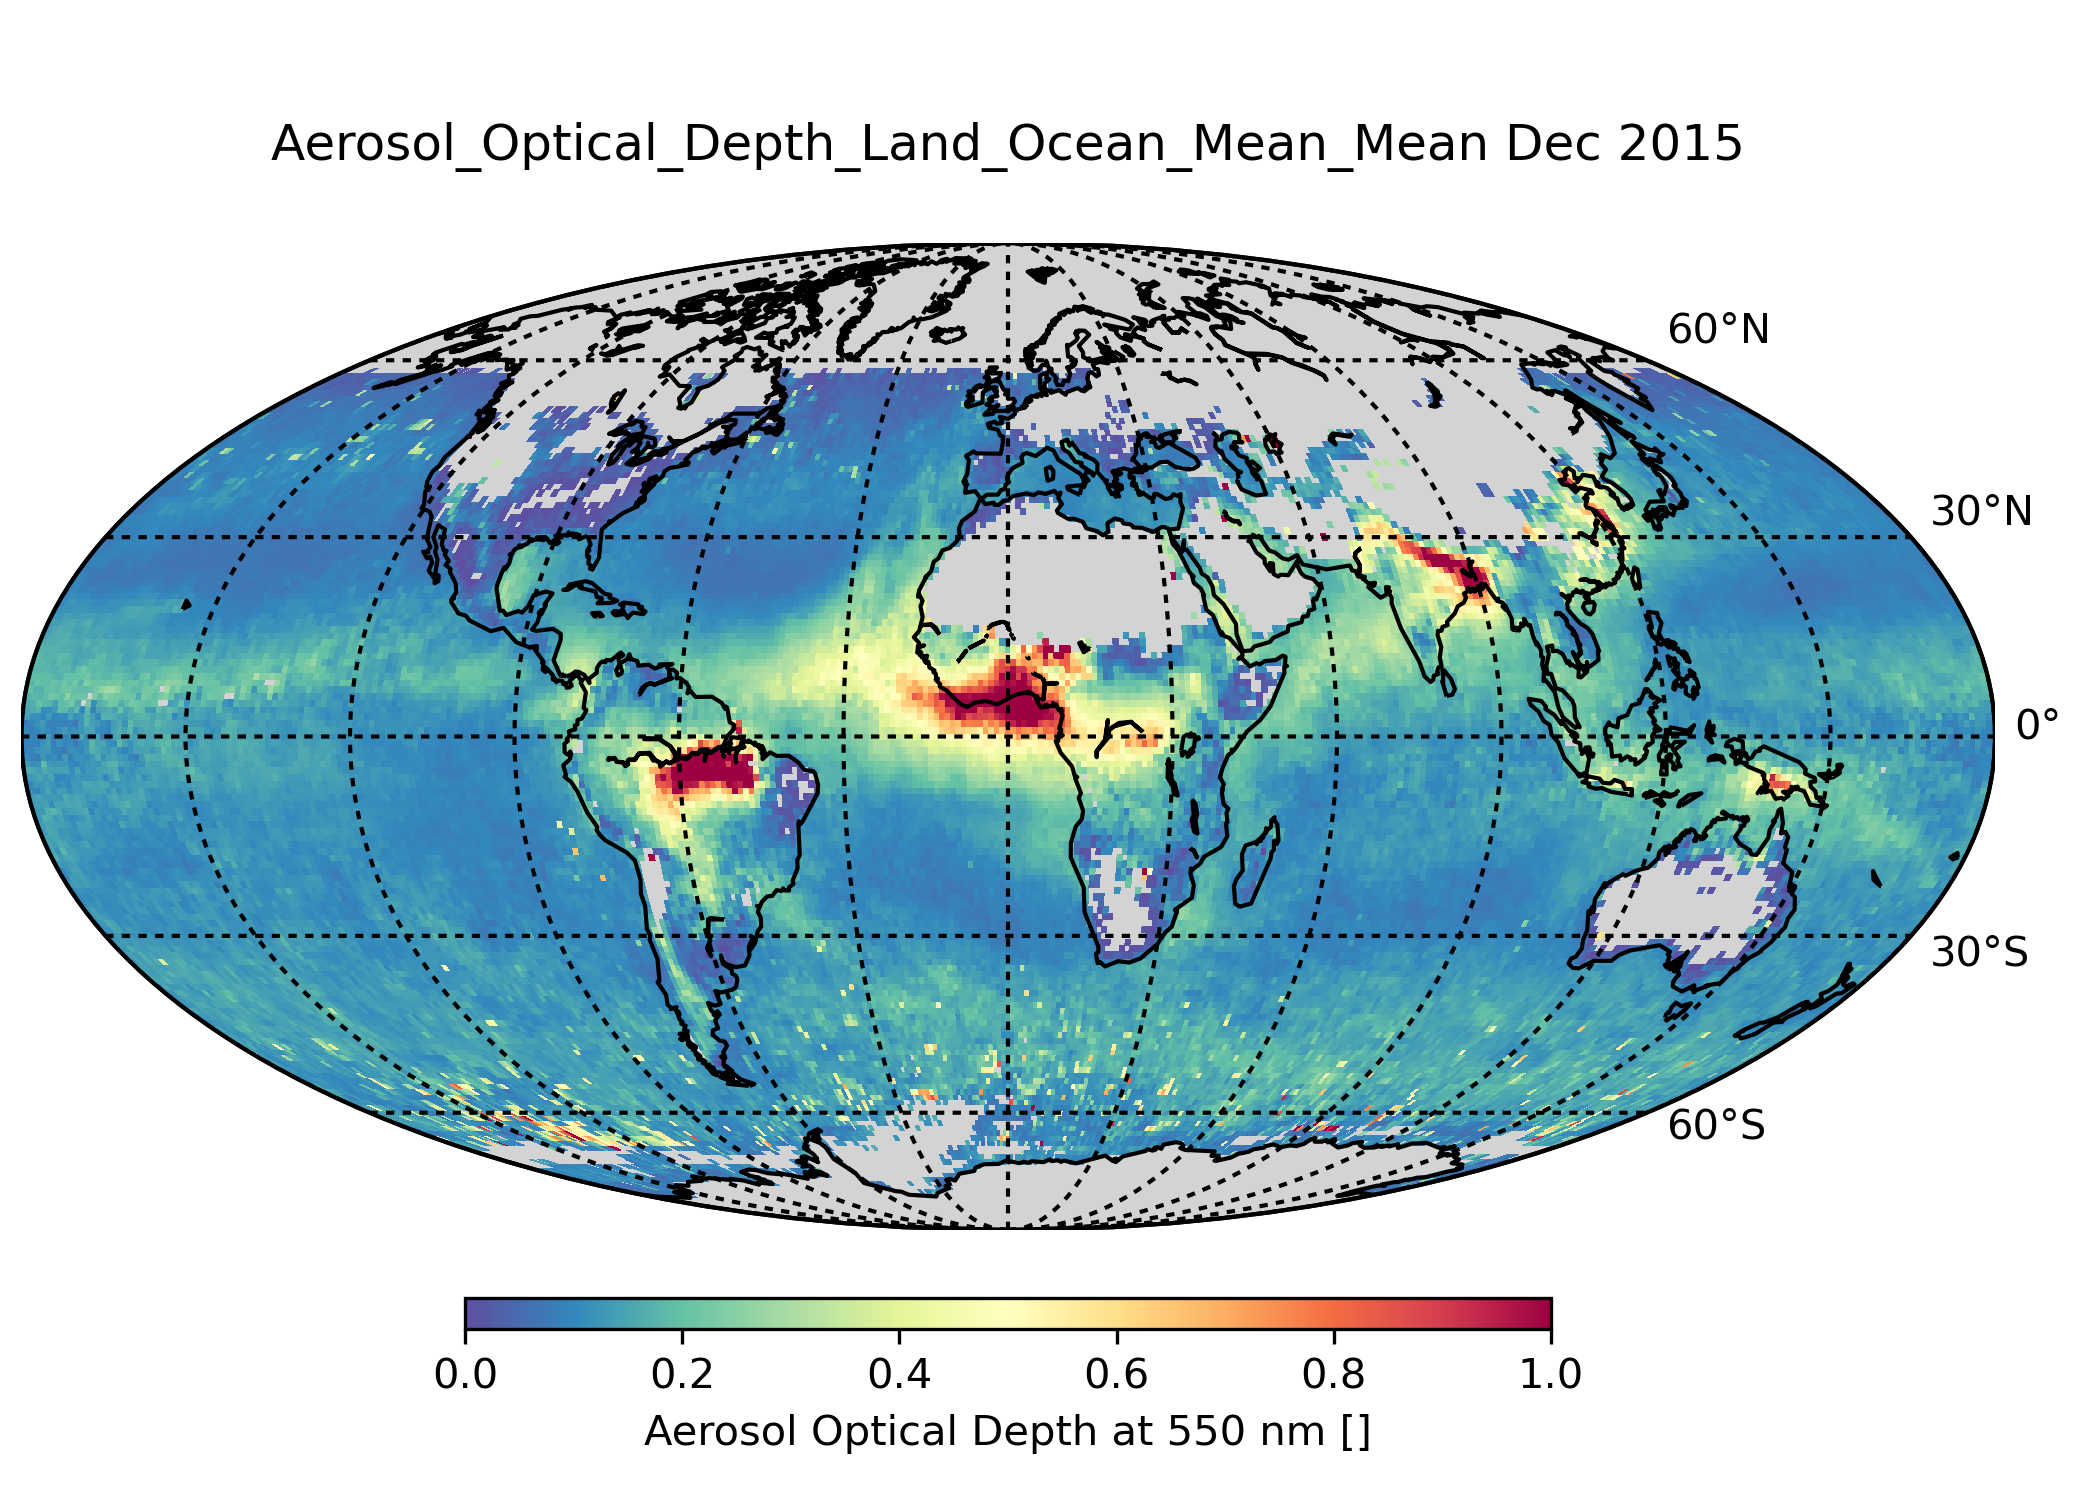 Aerosol_Optical_Depth_Land_Ocean_Mean_Mean Dec 2015
60°N
30°N
0°
30°S
60°S
0.0 0.2 0.4 0.6 0.8 1.0
Aerosol Optical Depth at 550 nm []